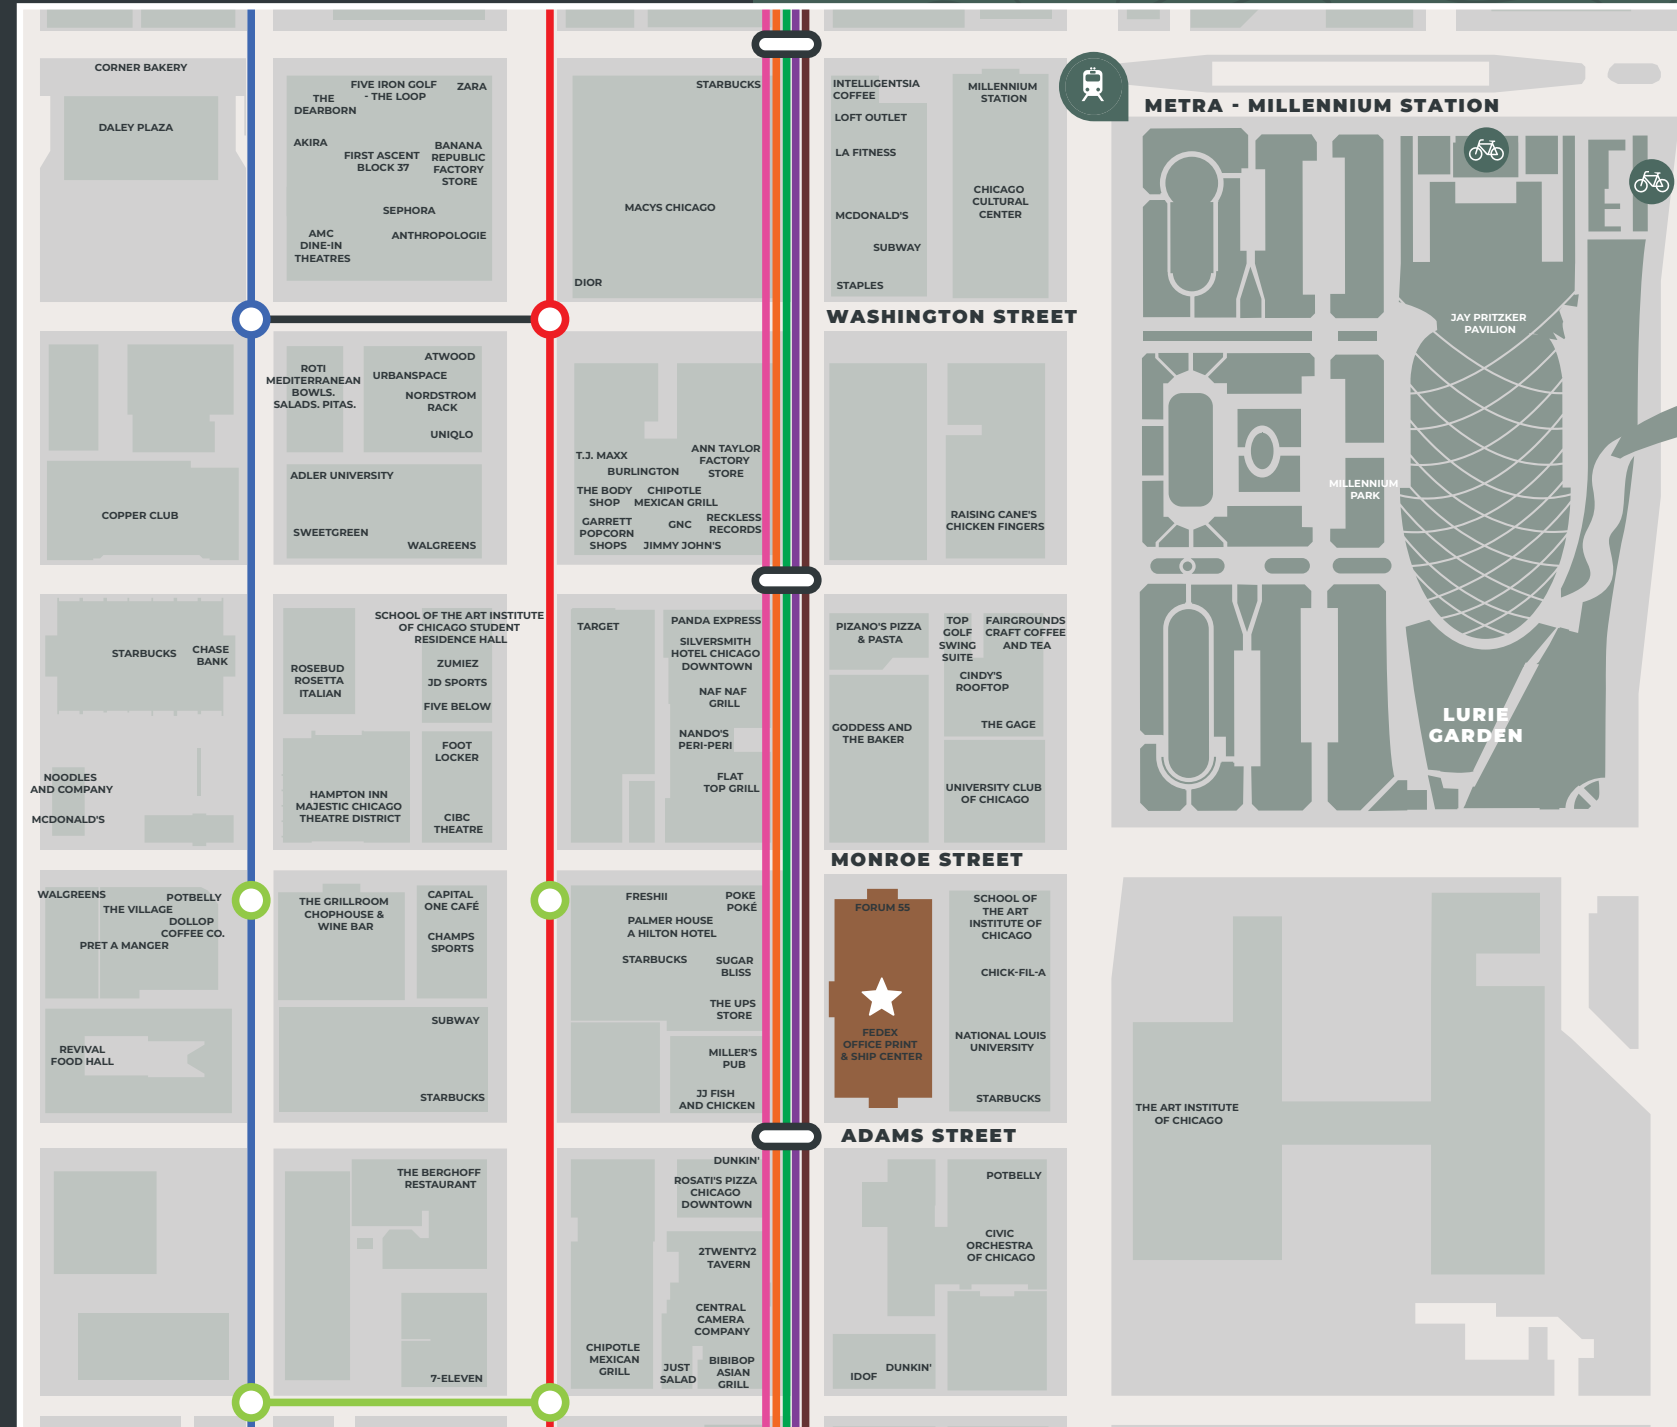 CORNER BAKERY
DALEY PLAZA
FIVE IRON GOLF
- THE LOOP
ZARA
THE
DEARBORN
AKIRA
FIRST ASCENT
BLOCK 37
BANANA
REPUBLIC
FACTORY
STORE
SEPHORA
AMC
DINE-IN
THEATRES
ANTHROPOLOGIE
STARBUCKS
MACYS CHICAGO
DIOR
INTELLIGENTSIA
COFFEE
LOFT OUTLET
LA FITNESS
MCDONALD'S
SUBWAY
STAPLES
MILLENNIUM
STATION
CHICAGO
CULTURAL
CENTER
METRA - MILLENNIUM STATION
WASHINGTON STREET
JAY PRITZKER
PAVILION
MILLENNIUM
PARK
LURIE
GARDEN
COPPER CLUB
ROTI
MEDITERRANEAN
BOWLS.
SALADS. PITAS.
ATWOOD
URBANSPACE
NORDSTROM
RACK
UNIQLO
ADLER UNIVERSITY
SWEETGREEN
WALGREENS
T.J. MAXX
BURLINGTON
ANN TAYLOR
FACTORY
STORE
THE BODY
SHOP
CHIPOTLE
MEXICAN GRILL
GARRETT
POPCORN
SHOPS
GNC
RECKLESS
RECORDS
JIMMY JOHN'S
RAISING CANE'S
CHICKEN FINGERS
STARBUCKS
CHASE
BANK
NOODLES
AND COMPANY
MCDONALD'S
SCHOOL OF THE ART INSTITUTE
OF CHICAGO STUDENT
RESIDENCE HALL
ROSEBUD
ROSETTA
ITALIAN
ZUMIEZ
JD SPORTS
FIVE BELOW
FOOT
LOCKER
HAMPTON INN
MAJESTIC CHICAGO
THEATRE DISTRICT
CIBC
THEATRE
TARGET
PANDA EXPRESS
SILVERSMITH
HOTEL CHICAGO
DOWNTOWN
NAF NAF
GRILL
NANDO'S
PERI-PERI
FLAT
TOP GRILL
PIZANO'S PIZZA
& PASTA
TOP
GOLF
SWING
SUITE
FAIRGROUNDS
CRAFT COFFEE
AND TEA
CINDY'S
ROOFTOP
GODDESS AND
THE BAKER
THE GAGE
UNIVERSITY CLUB
OF CHICAGO
MONROE STREET
WALGREENS
POTBELLY
THE VILLAGE
DOLLOP
COFFEE CO.
PRET A MANGER
REVIVAL
FOOD HALL
THE GRILLROOM
CHOPHOUSE &
WINE BAR
CAPITAL
ONE CAFÉ
CHAMPS
SPORTS
SUBWAY
STARBUCKS
FRESHII
POKE
POKÉ
PALMER HOUSE
A HILTON HOTEL
STARBUCKS
SUGAR
BLISS
THE UPS
STORE
MILLER'S
PUB
JJ FISH
AND CHICKEN
FORUM 55
FEDEX
OFFICE PRINT
& SHIP CENTER
SCHOOL OF
THE ART
INSTITUTE OF
CHICAGO
CHICK-FIL-A
NATIONAL LOUIS
UNIVERSITY
STARBUCKS
THE ART INSTITUTE
OF CHICAGO
ADAMS STREET
THE BERGHOFF
RESTAURANT
7-ELEVEN
DUNKIN'
ROSATI'S PIZZA
CHICAGO
DOWNTOWN
2TWENTY2
TAVERN
CENTRAL
CAMERA
COMPANY
CHIPOTLE
MEXICAN
GRILL
JUST
SALAD
BIBIBOP
ASIAN
GRILL
POTBELLY
CIVIC
ORCHESTRA
OF CHICAGO
IDOF
DUNKIN'